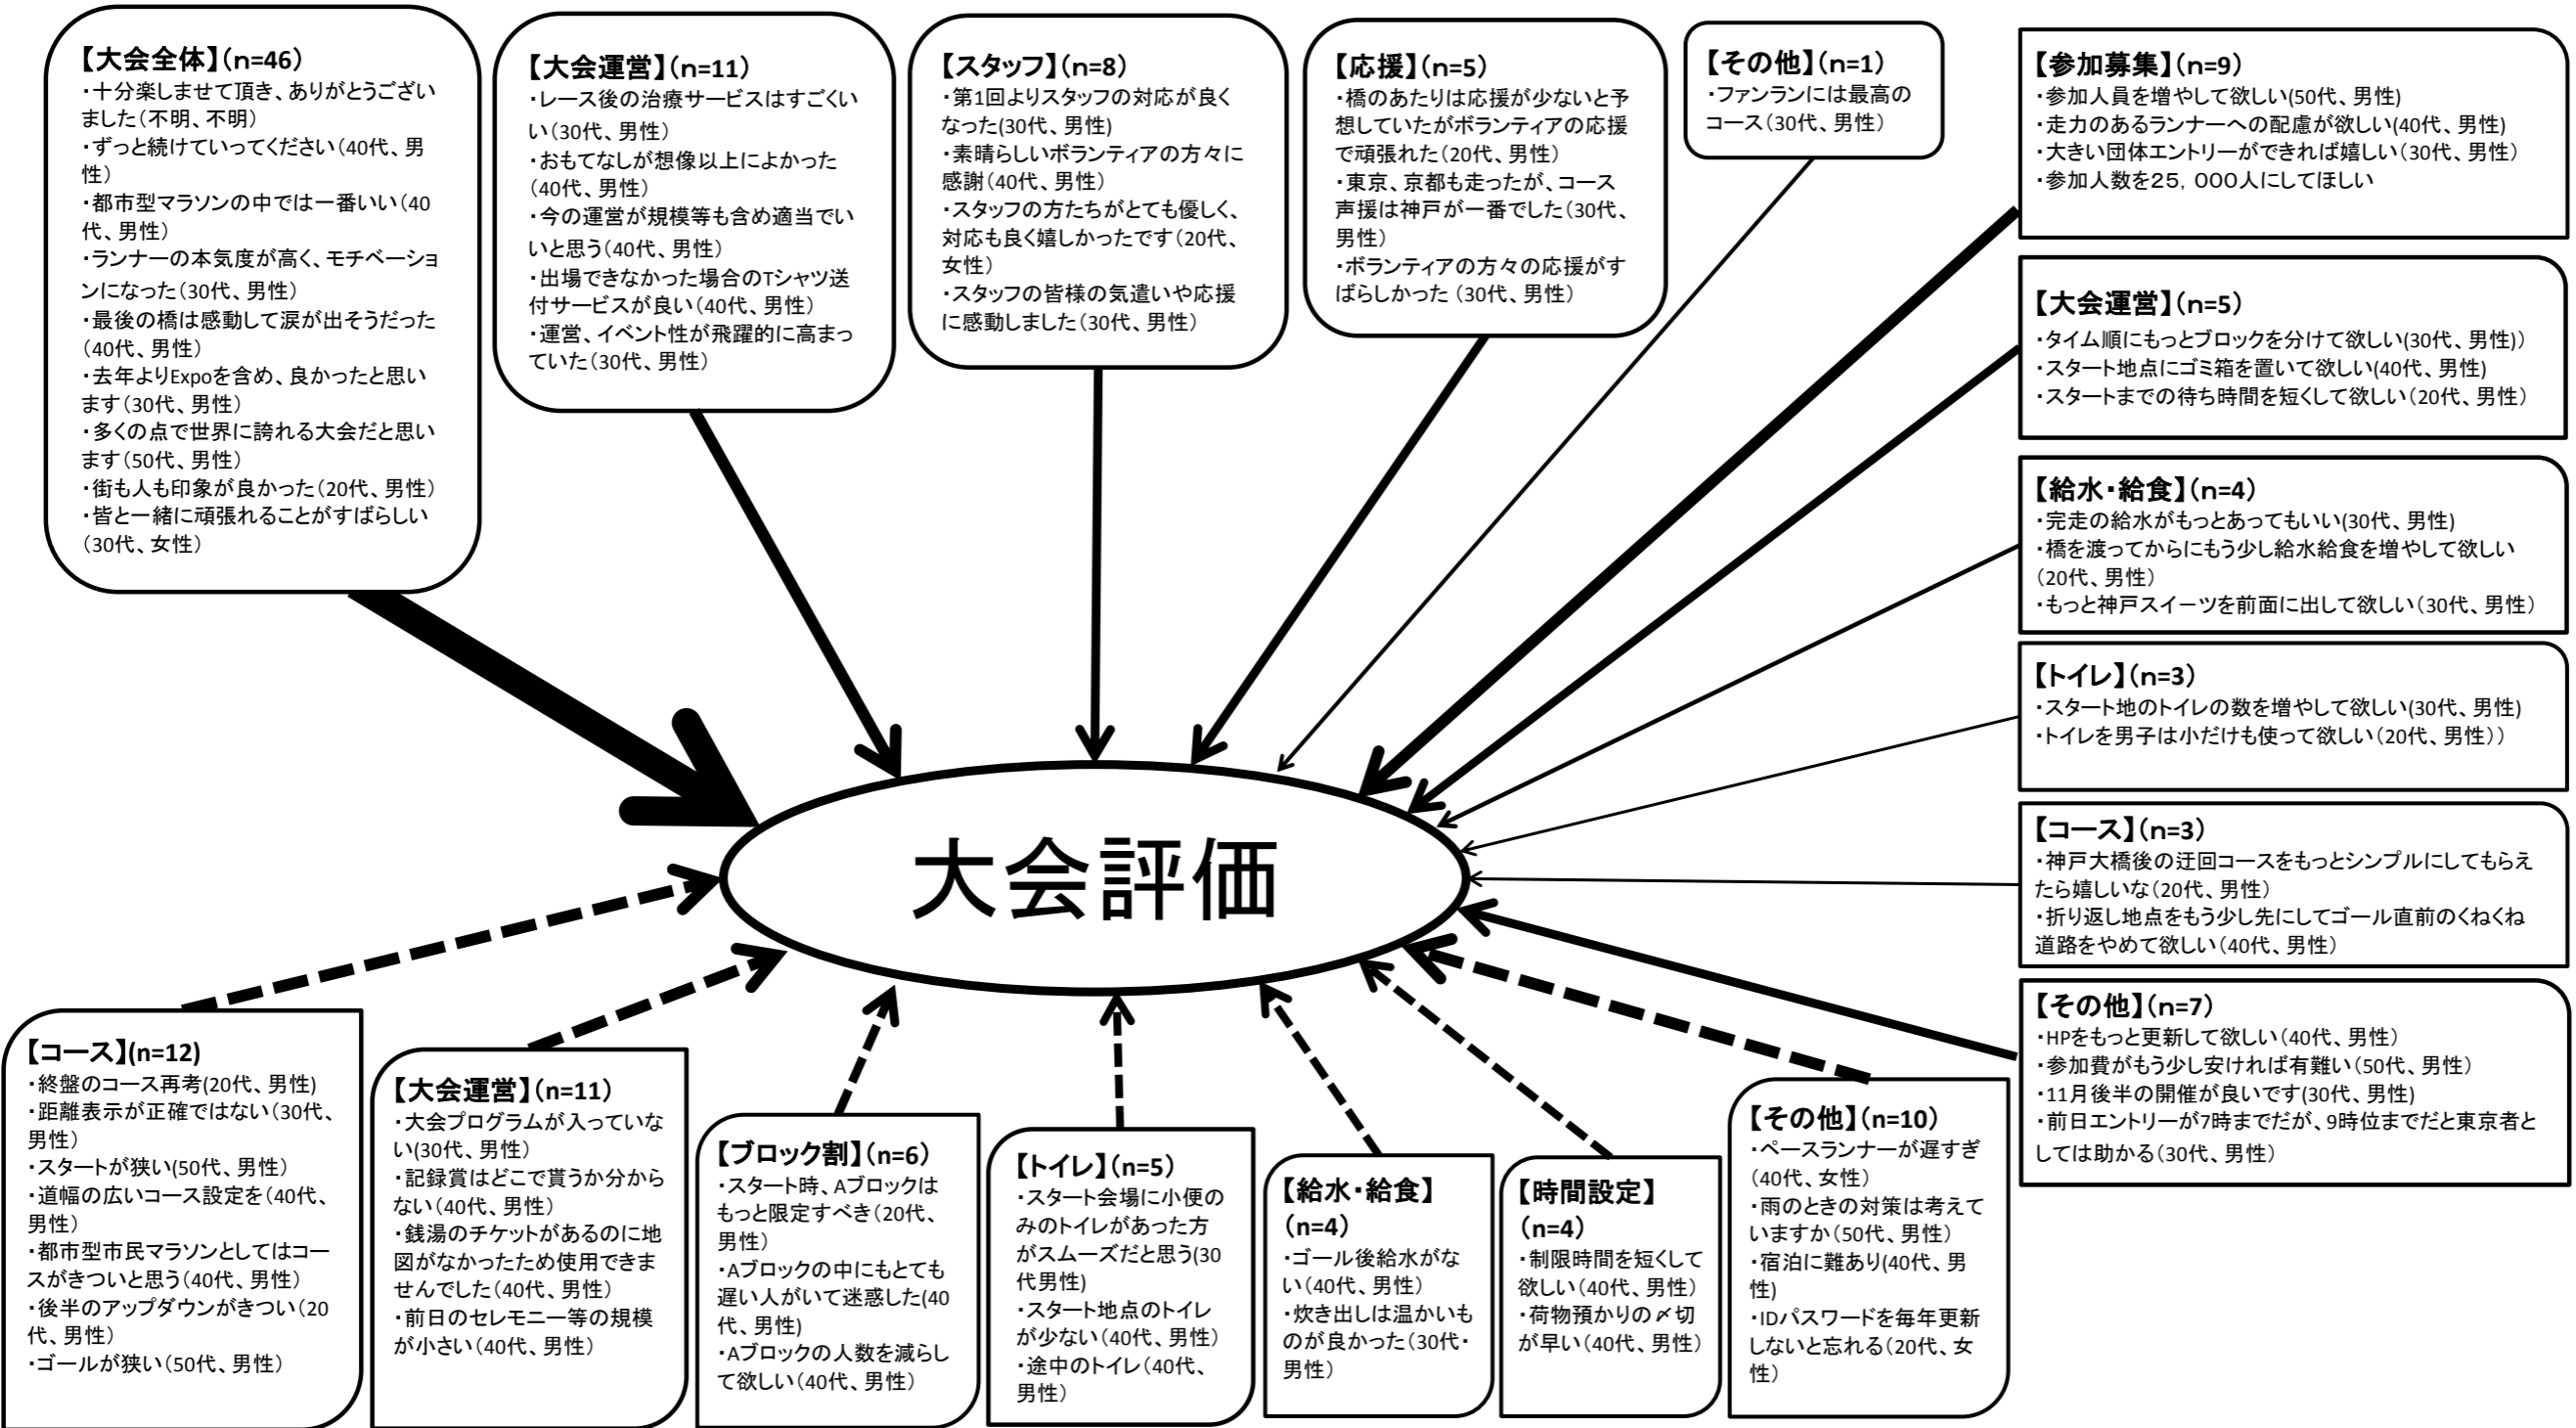 【大会全体】(n=46)
・十分楽しませて頂き、ありがとうござい
ました(不明、不明)
・ずっと続けていってください(40代、男
性)
・都市型マラソンの中では一番いい(40
代、男性)
・ランナーの本気度が高く、モチベーショ
ンになった(30代、男性)
・最後の橋は感動して涙が出そうだった
(40代、男性)
・去年よりExpoを含め、良かったと思い
ます(30代、男性)
・多くの点で世界に誇れる大会だと思い
ます(50代、男性)
・街も人も印象が良かった(20代、男性)
・皆と一緒に頑張れることがすばらしい
(30代、女性)
【大会運営】(n=11)
・レース後の治療サービスはすごくい
い(30代、男性)
・おもてなしが想像以上によかった
(40代、男性)
・今の運営が規模等も含め適当でい
いと思う(40代、男性)
・出場できなかった場合のTシャツ送
付サービスが良い(40代、男性)
・運営、イベント性が飛躍的に高まっ
ていた(30代、男性)
【スタッフ】(n=8)
・第1回よりスタッフの対応が良く
なった(30代、男性)
・素晴らしいボランティアの方々に
感謝(40代、男性)
・スタッフの方たちがとても優しく、
対応も良く嬉しかったです(20代、
女性)
・スタッフの皆様の気遣いや応援
に感動しました(30代、男性)
【応援】(n=5)
・橋のあたりは応援が少ないと予
想していたがボランティアの応援
で頑張れた(20代、男性)
・東京、京都も走ったが、コース
声援は神戸が一番でした(30代、
男性)
・ボランティアの方々の応援がす
ばらしかった (30代、男性)
【その他】(n=1)
・ファンランには最高の
コース(30代、男性)
【参加募集】(n=9)
・参加人員を増やして欲しい(50代、男性)
・走力のあるランナーへの配慮が欲しい(40代、男性)
・大きい団体エントリーができれば嬉しい(30代、男性)
・参加人数を25,000人にしてほしい
【大会運営】(n=5)
・タイム順にもっとブロックを分けて欲しい(30代、男性))
・スタート地点にゴミ箱を置いて欲しい(40代、男性)
・スタートまでの待ち時間を短くして欲しい(20代、男性)
【給水・給食】(n=4)
・完走の給水がもっとあってもいい(30代、男性)
・橋を渡ってからにもう少し給水給食を増やして欲しい
(20代、男性)
・もっと神戸スイーツを前面に出して欲しい(30代、男性)
【トイレ】(n=3)
・スタート地のトイレの数を増やして欲しい(30代、男性)
・トイレを男子は小だけも使って欲しい(20代、男性))
【コース】(n=3)
・神戸大橋後の迂回コースをもっとシンプルにしてもらえ
たら嬉しいな(20代、男性)
・折り返し地点をもう少し先にしてゴール直前のくねくね
道路をやめて欲しい(40代、男性)
【その他】(n=7)
・HPをもっと更新して欲しい(40代、男性)
・参加費がもう少し安ければ有難い(50代、男性)
・11月後半の開催が良いです(30代、男性)
・前日エントリーが7時までだが、9時位までだと東京者と
しては助かる(30代、男性)
大会評価
【コース】(n=12)
・終盤のコース再考(20代、男性)
・距離表示が正確ではない(30代、
男性)
・スタートが狭い(50代、男性)
・道幅の広いコース設定を(40代、
男性)
・都市型市民マラソンとしてはコー
スがきついと思う(40代、男性)
・後半のアップダウンがきつい(20
代、男性)
・ゴールが狭い(50代、男性)
【大会運営】(n=11)
・大会プログラムが入っていな
い(30代、男性)
・記録賞はどこで貰うか分から
ない(40代、男性)
・銭湯のチケットがあるのに地
図がなかったため使用できま
せんでした(40代、男性)
・前日のセレモニー等の規模
が小さい(40代、男性)
【ブロック割】(n=6)
・スタート時、Aブロックは
もっと限定すべき(20代、
男性)
・Aブロックの中にもとても
遅い人がいて迷惑した(40
代、男性)
・Aブロックの人数を減らし
て欲しい(40代、男性)
【トイレ】(n=5)
・スタート会場に小便の
みのトイレがあった方
がスムーズだと思う(30
代男性)
・スタート地点のトイレ
が少ない(40代、男性)
・途中のトイレ(40代、
男性)
【給水・給食】
(n=4)
・ゴール後給水がな
い(40代、男性)
・炊き出しは温かいも
のが良かった(30代・
男性)
【時間設定】
(n=4)
・制限時間を短くして
欲しい(40代、男性)
・荷物預かりの〆切
が早い(40代、男性)
【その他】(n=10)
・ペースランナーが遅すぎ
(40代、女性)
・雨のときの対策は考えて
いますか(50代、男性)
・宿泊に難あり(40代、男
性)
・IDパスワードを毎年更新
しないと忘れる(20代、女
性)